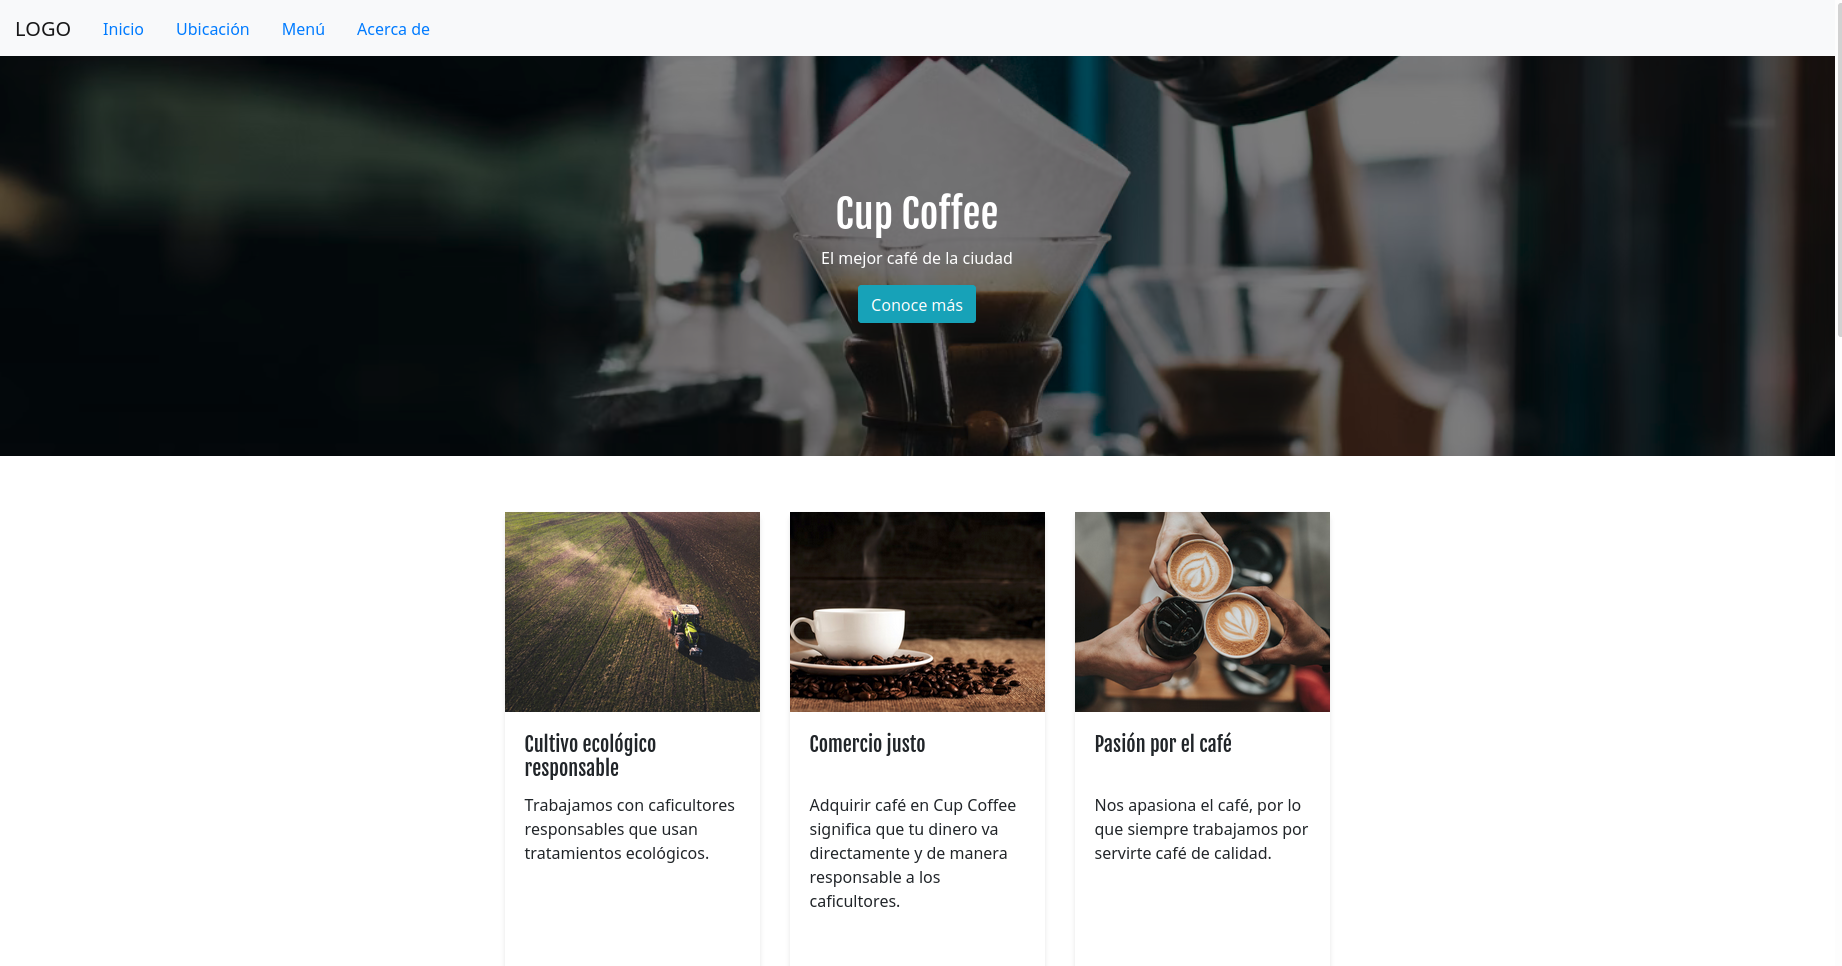 LOGO Inicio Ubicación Menú Acerca de
Cup Coffee
El mejor café de la ciudad
Conoce más
Cultivo ecológico
responsable
Trabajamos con caficultores
responsables que usan
tratamientos ecológicos.
Comercio justo
Adquirir café en Cup Coffee
significa que tu dinero va
directamente y de manera
responsable a los
caficultores.
Pasión por el café
Nos apasiona el café, por lo
que siempre trabajamos por
servirte café de calidad.